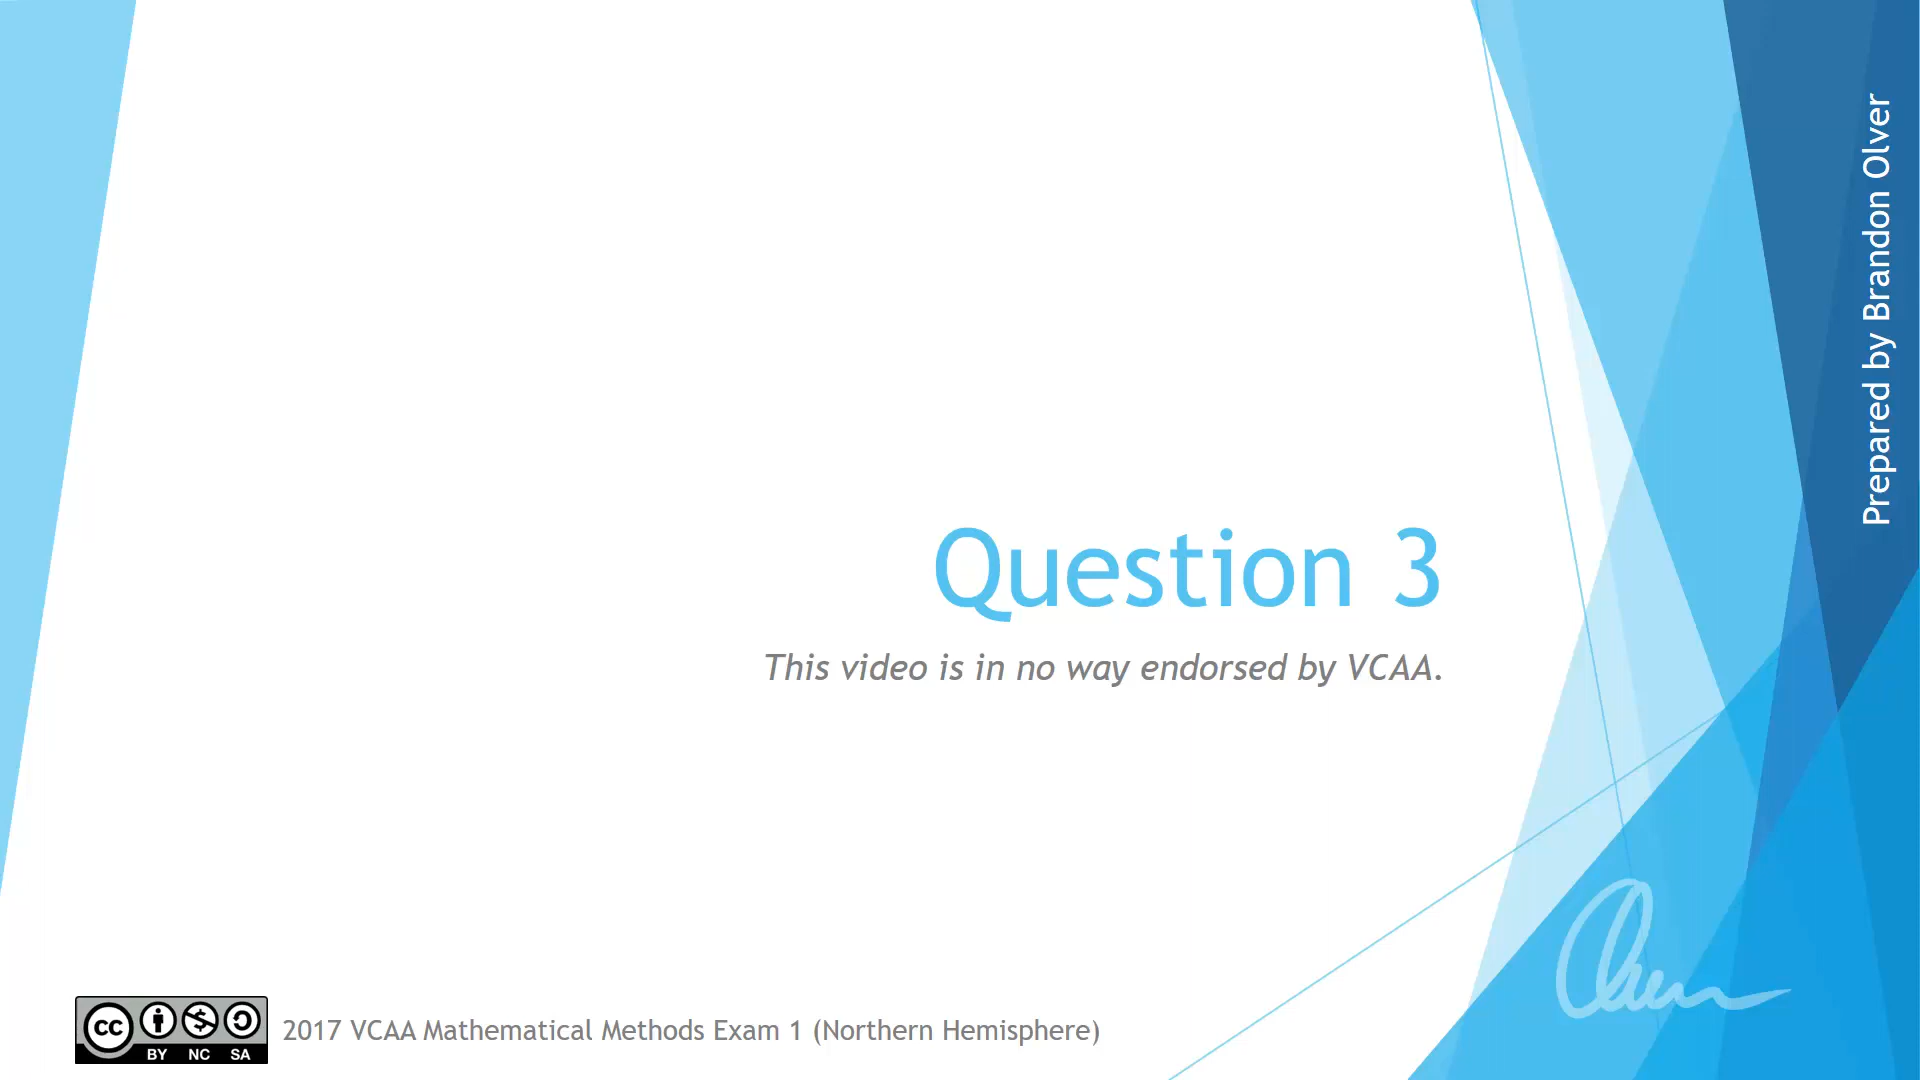 Prepared by Brandon Olver
Question 3
This video is in no way endorsed by VCAA.
cc
BY NC SA
2017 VCAA Mathematical Methods Exam 1 (Northern Hemisphere)